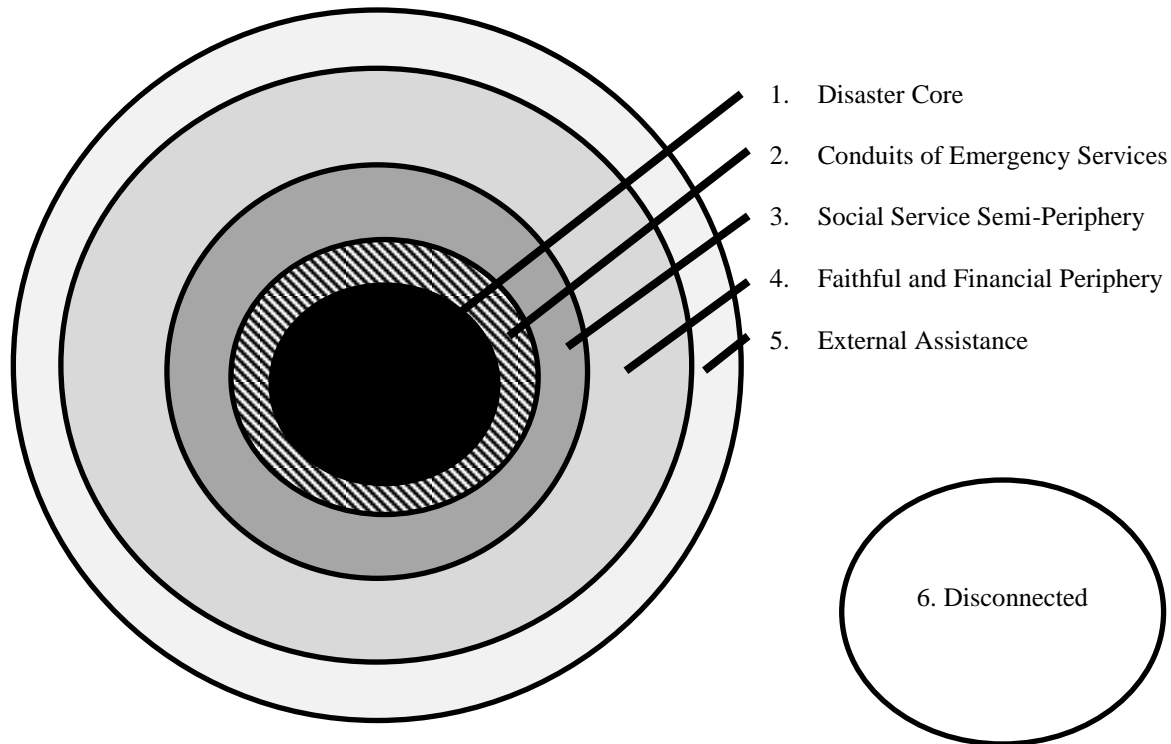 1. Disaster Core
2. Conduits of Emergency Services
3. Social Service Semi-Periphery
4. Faithful and Financial Periphery
5. External Assistance
6. Disconnected